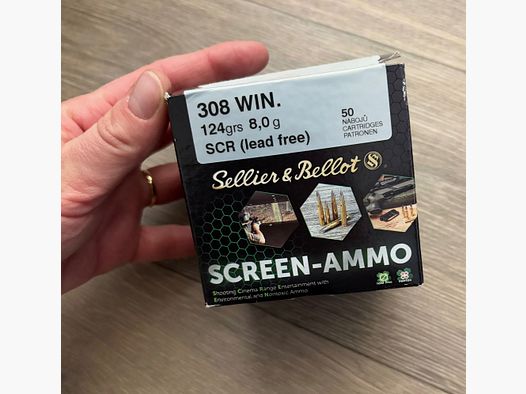 308 WIN.
124grs 8,0 g
SCR (lead free)
50
NÁBOJŮ
CARTRIDGES
PATRONEN
Sellier & Bellot
SCREEN-AMMO
Shooting Cinema Range Entertainment with
Environmental and Nontoxic Ammo